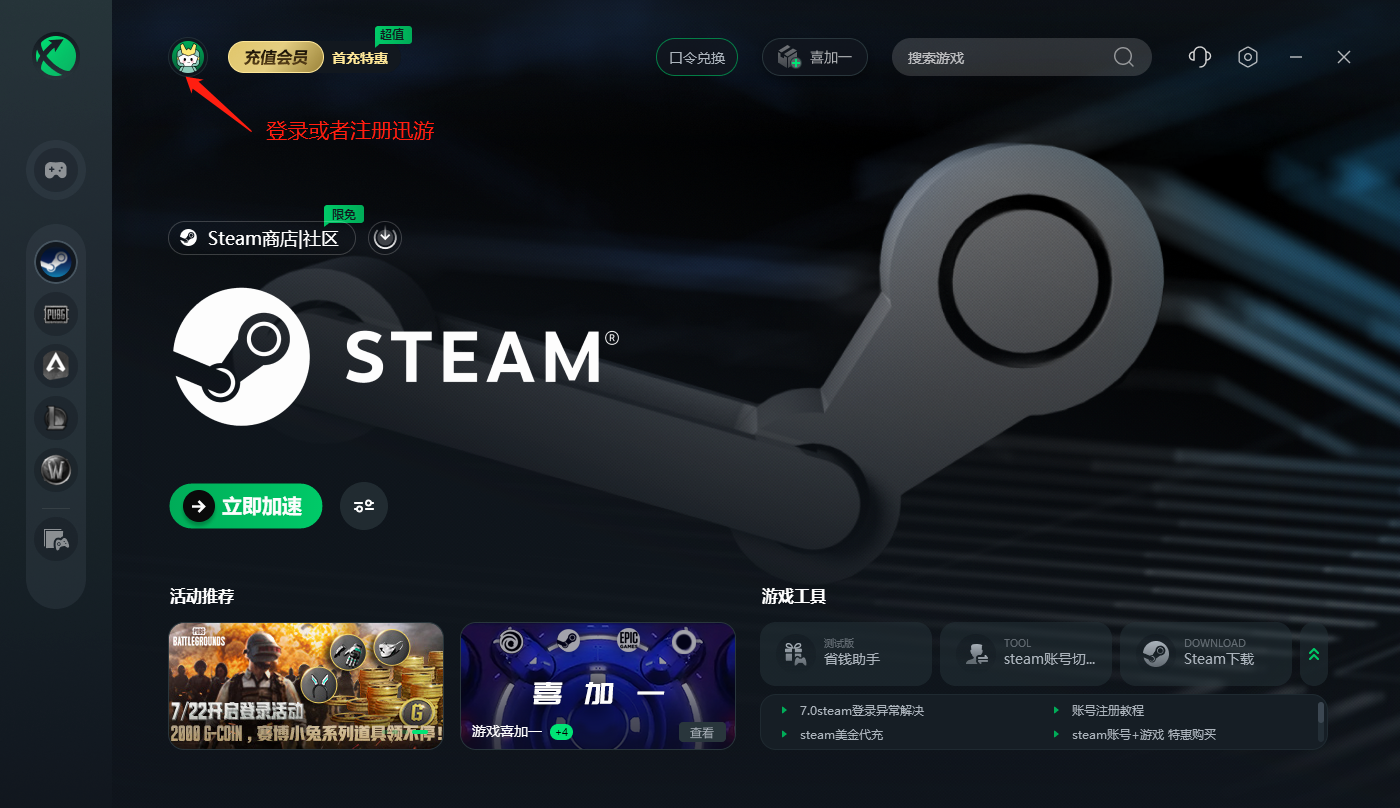 超值
充值会员
首充特惠
口令兑换
喜加一
搜索游戏
登录或者注册迅游
限免
Steam商店|社区
PUBG
STEAM®
立即加速
活动推荐
游戏工具
PUBG
BATTLEGROUNDS
7/22开启登录活动
2000 G-COIN，赛博小兔系列道具领不停!
EPIC
GAMES
喜加一
游戏喜加一
+4
查看
测试版
省钱助手
TOOL
steam账号切...
DOWNLOAD
Steam下载
7.0steam登录异常解决
账号注册教程
steam美金代充
steam账号+游戏 特惠购买